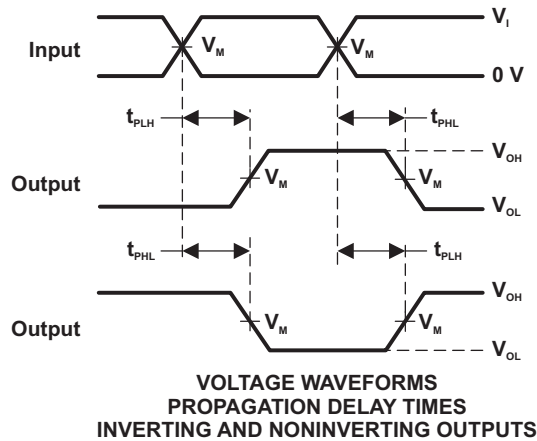 V_I
Input
V_M
V_M
0 V
t_PLH
t_PHL
V_OH
Output
V_M
V_M
V_OL
t_PHL
t_PLH
V_OH
Output
V_M
V_M
V_OL
VOLTAGE WAVEFORMS
PROPAGATION DELAY TIMES
INVERTING AND NONINVERTING OUTPUTS